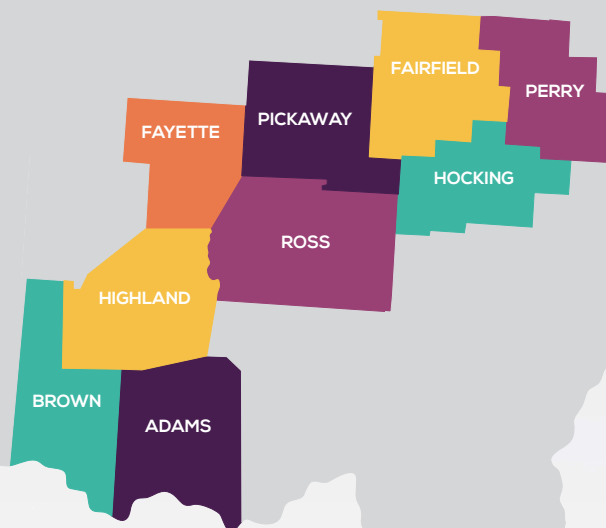 FAIRFIELD
PERRY
PICKAWAY
FAYETTE
HOCKING
ROSS
HIGHLAND
BROWN
ADAMS